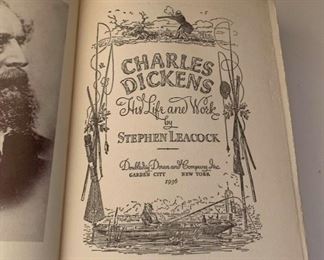 CHARLES
DICKENS
His Life and Work
by
STEPHEN LEACOCK
Doubleday Doran and Company, Inc.
GARDEN CITY NEW YORK
1936